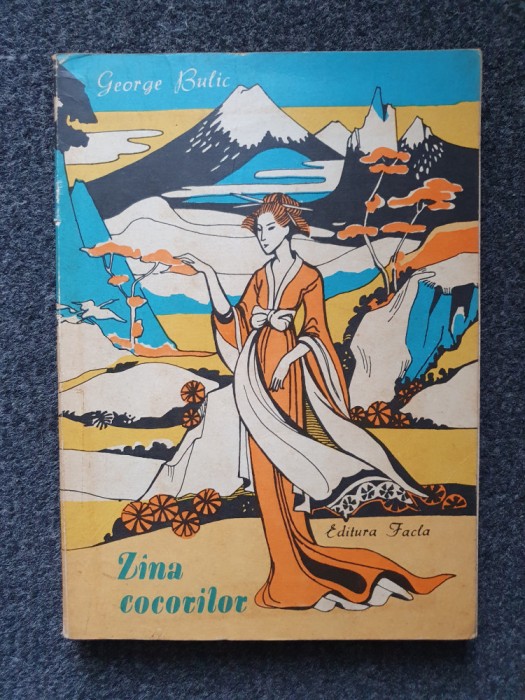 George Bulic
Editura Facla
Zîna
cocorilor